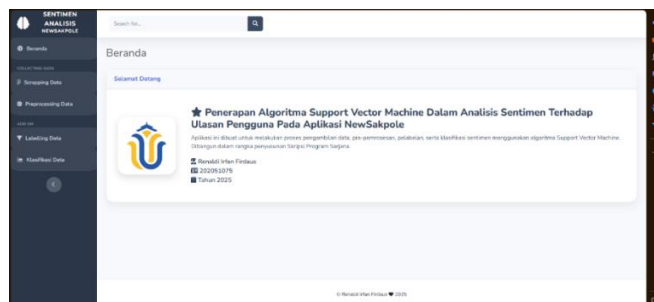 SENTIMEN
ANALISIS
NEWSAKPOLE
Beranda
COLLECTING DATA
Scrapping Data
Preprocessing Data
Labelling Data
Klasifikasi Data
Search for...
Beranda
Selamat Datang
Penerapan Algoritma Support Vector Machine Dalam Analisis Sentimen Terhadap
Ulasan Pengguna Pada Aplikasi NewSakpole
Aplikasi ini dibuat untuk melakukan proses pengambilan data, pre-pemrosesan, pelabelan, serta klasifikasi sentimen menggunakan algoritma Support Vector Machine.
Dibangun dalam rangka penyusunan Skripsi Program Sarjana.
Renaldi Irfan Firdaus
202051079
Tahun 2025
© Renaldi Irfan Firdaus 2025